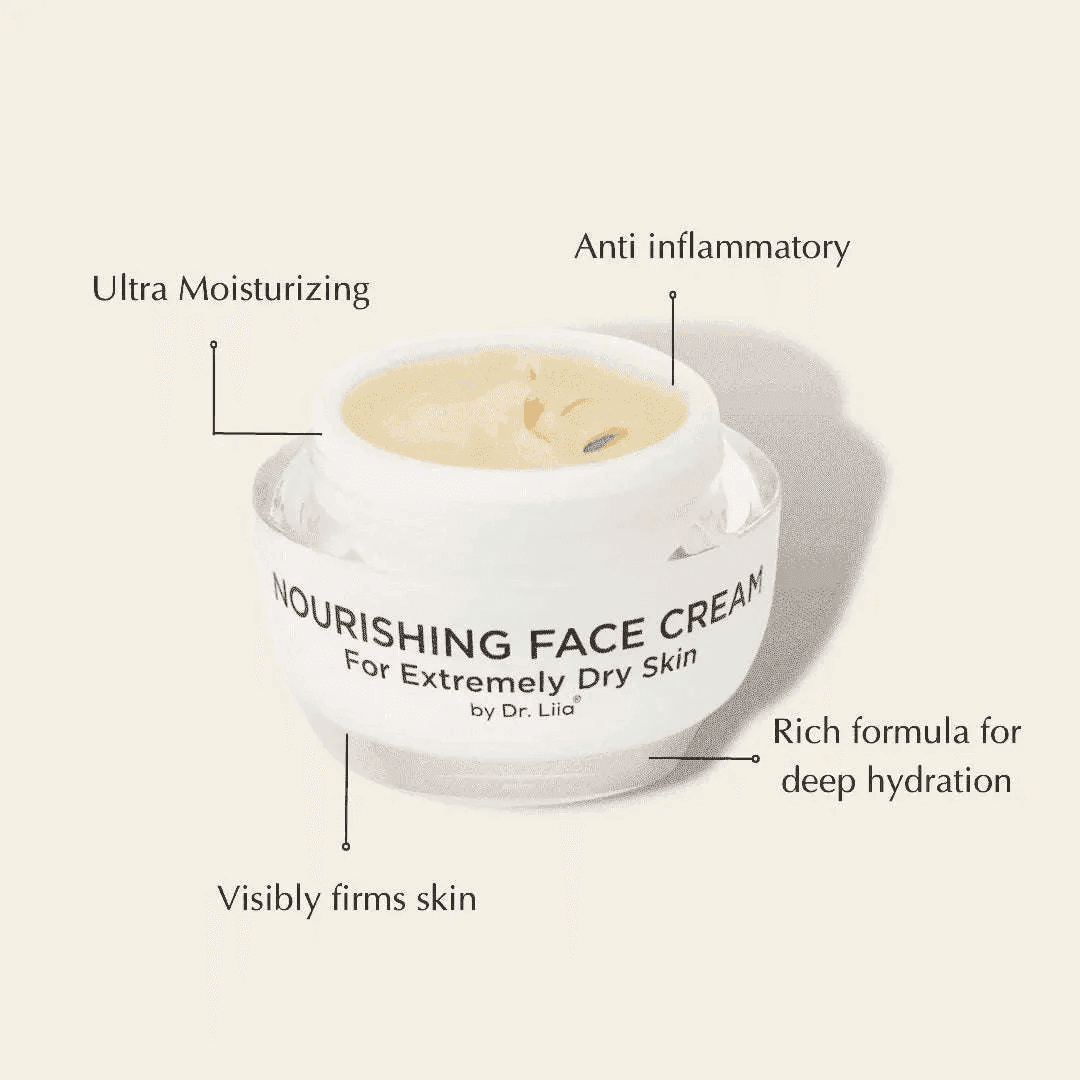 Anti inflammatory
Ultra Moisturizing
NOURISHING FACE CREAM
For Extremely Dry Skin
by Dr. Liia®
Rich formula for
deep hydration
Visibly firms skin